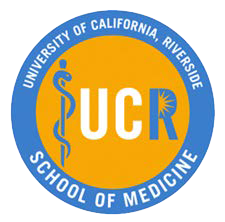 UNIVERSITY OF CALIFORNIA, RIVERSIDE
UCR
SCHOOL OF MEDICINE